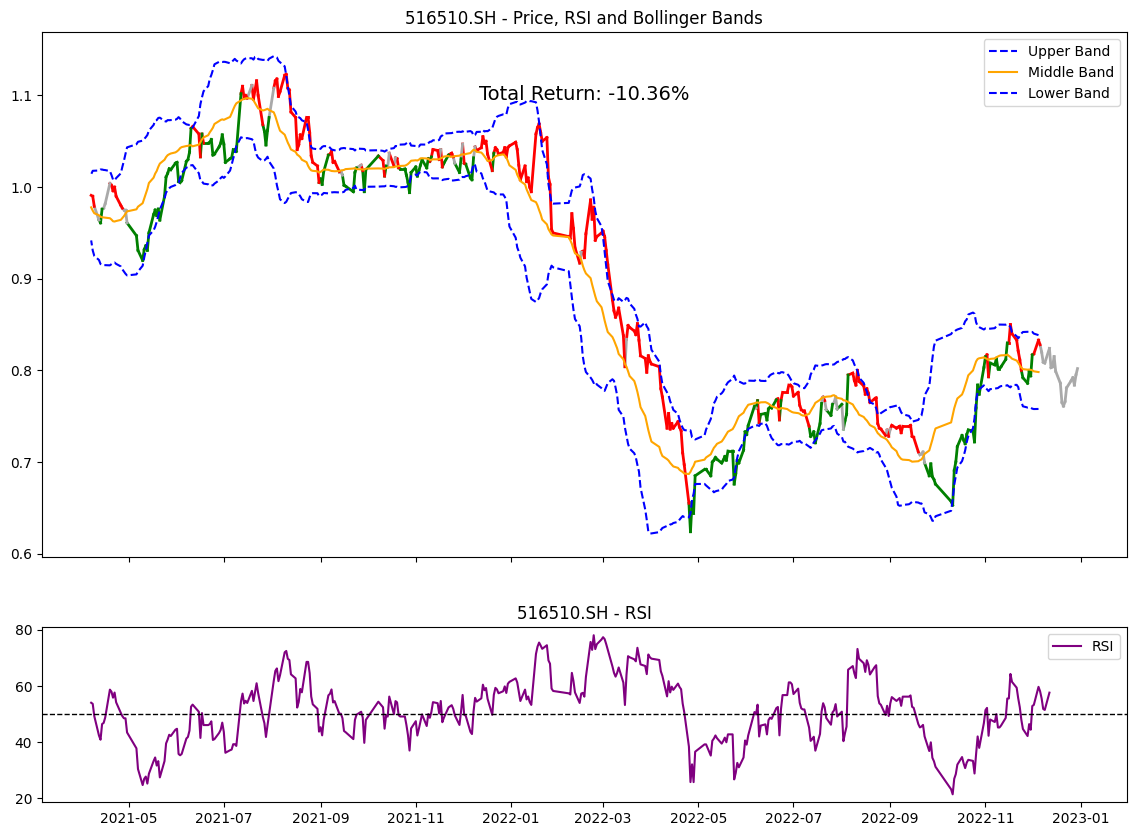 516510.SH - Price, RSI and Bollinger Bands
Upper Band
Middle Band
Lower Band
Total Return: -10.36%
1.1
1.0
0.9
0.8
0.7
0.6
516510.SH - RSI
RSI
80
60
40
20
2021-05 2021-07 2021-09 2021-11 2022-01 2022-03 2022-05 2022-07 2022-09 2022-11 2023-01